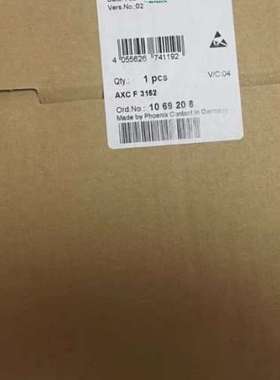 Vers.No.:02
4 055626 741192
Qty.: 1 pcs
V/C:04
AXC F 3152
Ord.No.: 10 69 20 8
Made by Phoenix Contact in Germany